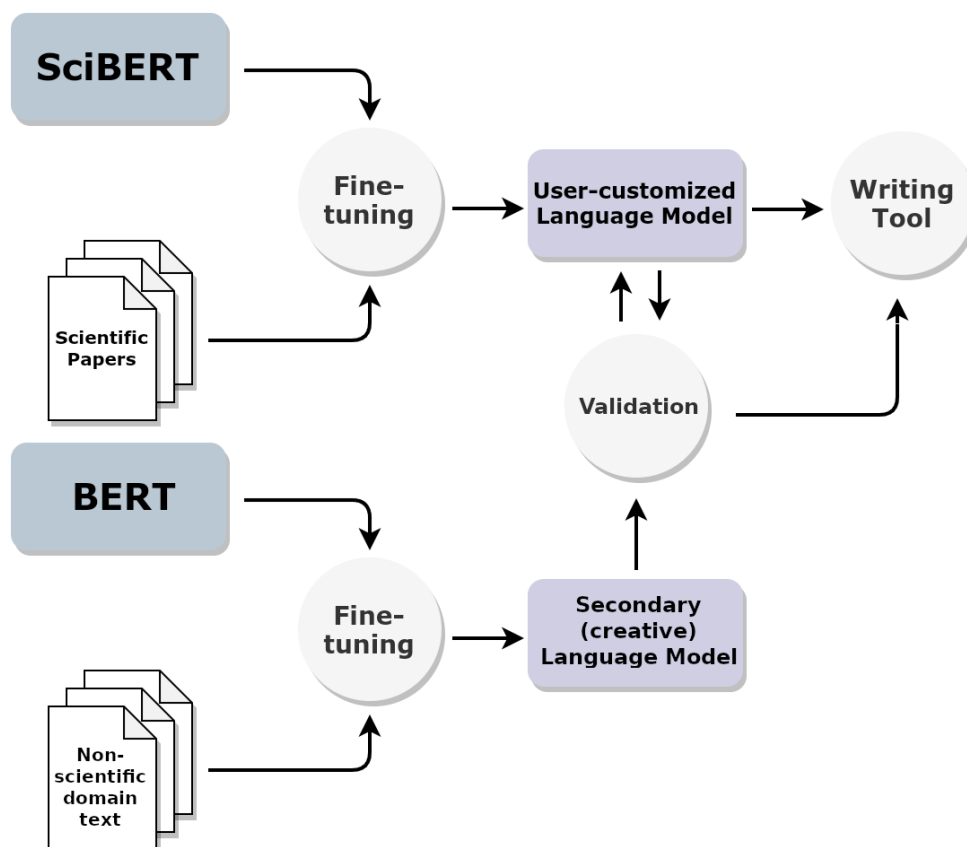 SciBERT
Fine-
tuning
User-customized
Language Model
Writing
Tool
Scientific
Papers
Validation
BERT
Fine-
tuning
Secondary
(creative)
Language Model
Non-
scientific
domain
text